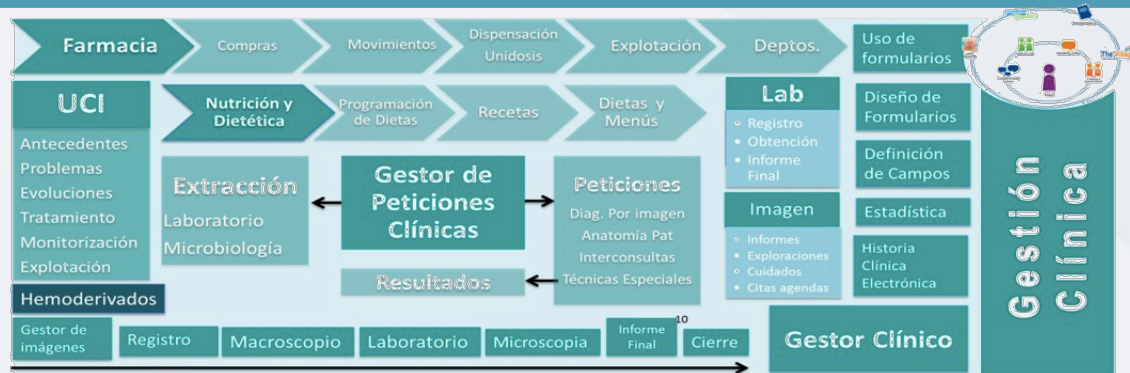 Farmacia
Compras
Movimientos
Dispensación
Unidosis
Explotación
Deptos.
Uso de
formularios
UCI
Antecedentes
Problemas
Evoluciones
Tratamiento
Monitorización
Explotación
Hemoderivados
Nutrición y
Dietética
Programación
de Dietas
Recetas
Dietas y
Menús
Extracción
Laboratorio
Microbiología
Gestor de
Peticiones
Clínicas
Resultados
Peticiones
Diag. Por imagen
Anatomía Pat
Interconsultas
Técnicas Especiales
Lab
Registro
Obtención
Informe
Final
Imagen
Informes
Exploraciones
Cuidados
Citas agendas
Diseño de
Formularios
Definición
de Campos
Estadística
Historia
Clínica
Electrónica
Gestión
Clínica
Gestor de
imágenes
Registro
Macroscopio
Laboratorio
Microscopia
Informe
Final
10
Cierre
Gestor Clínico